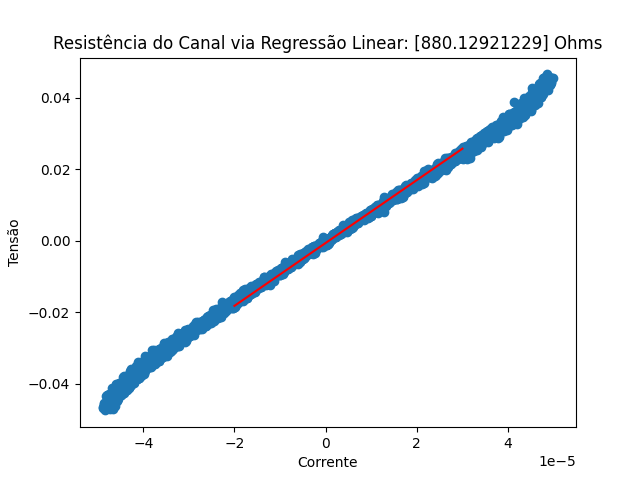 Resistência do Canal via Regressão Linear: [880.12921229] Ohms
Tensão
0.04
0.02
0.00
−0.02
−0.04
−4
−2
0
2
4
1e−5
Corrente